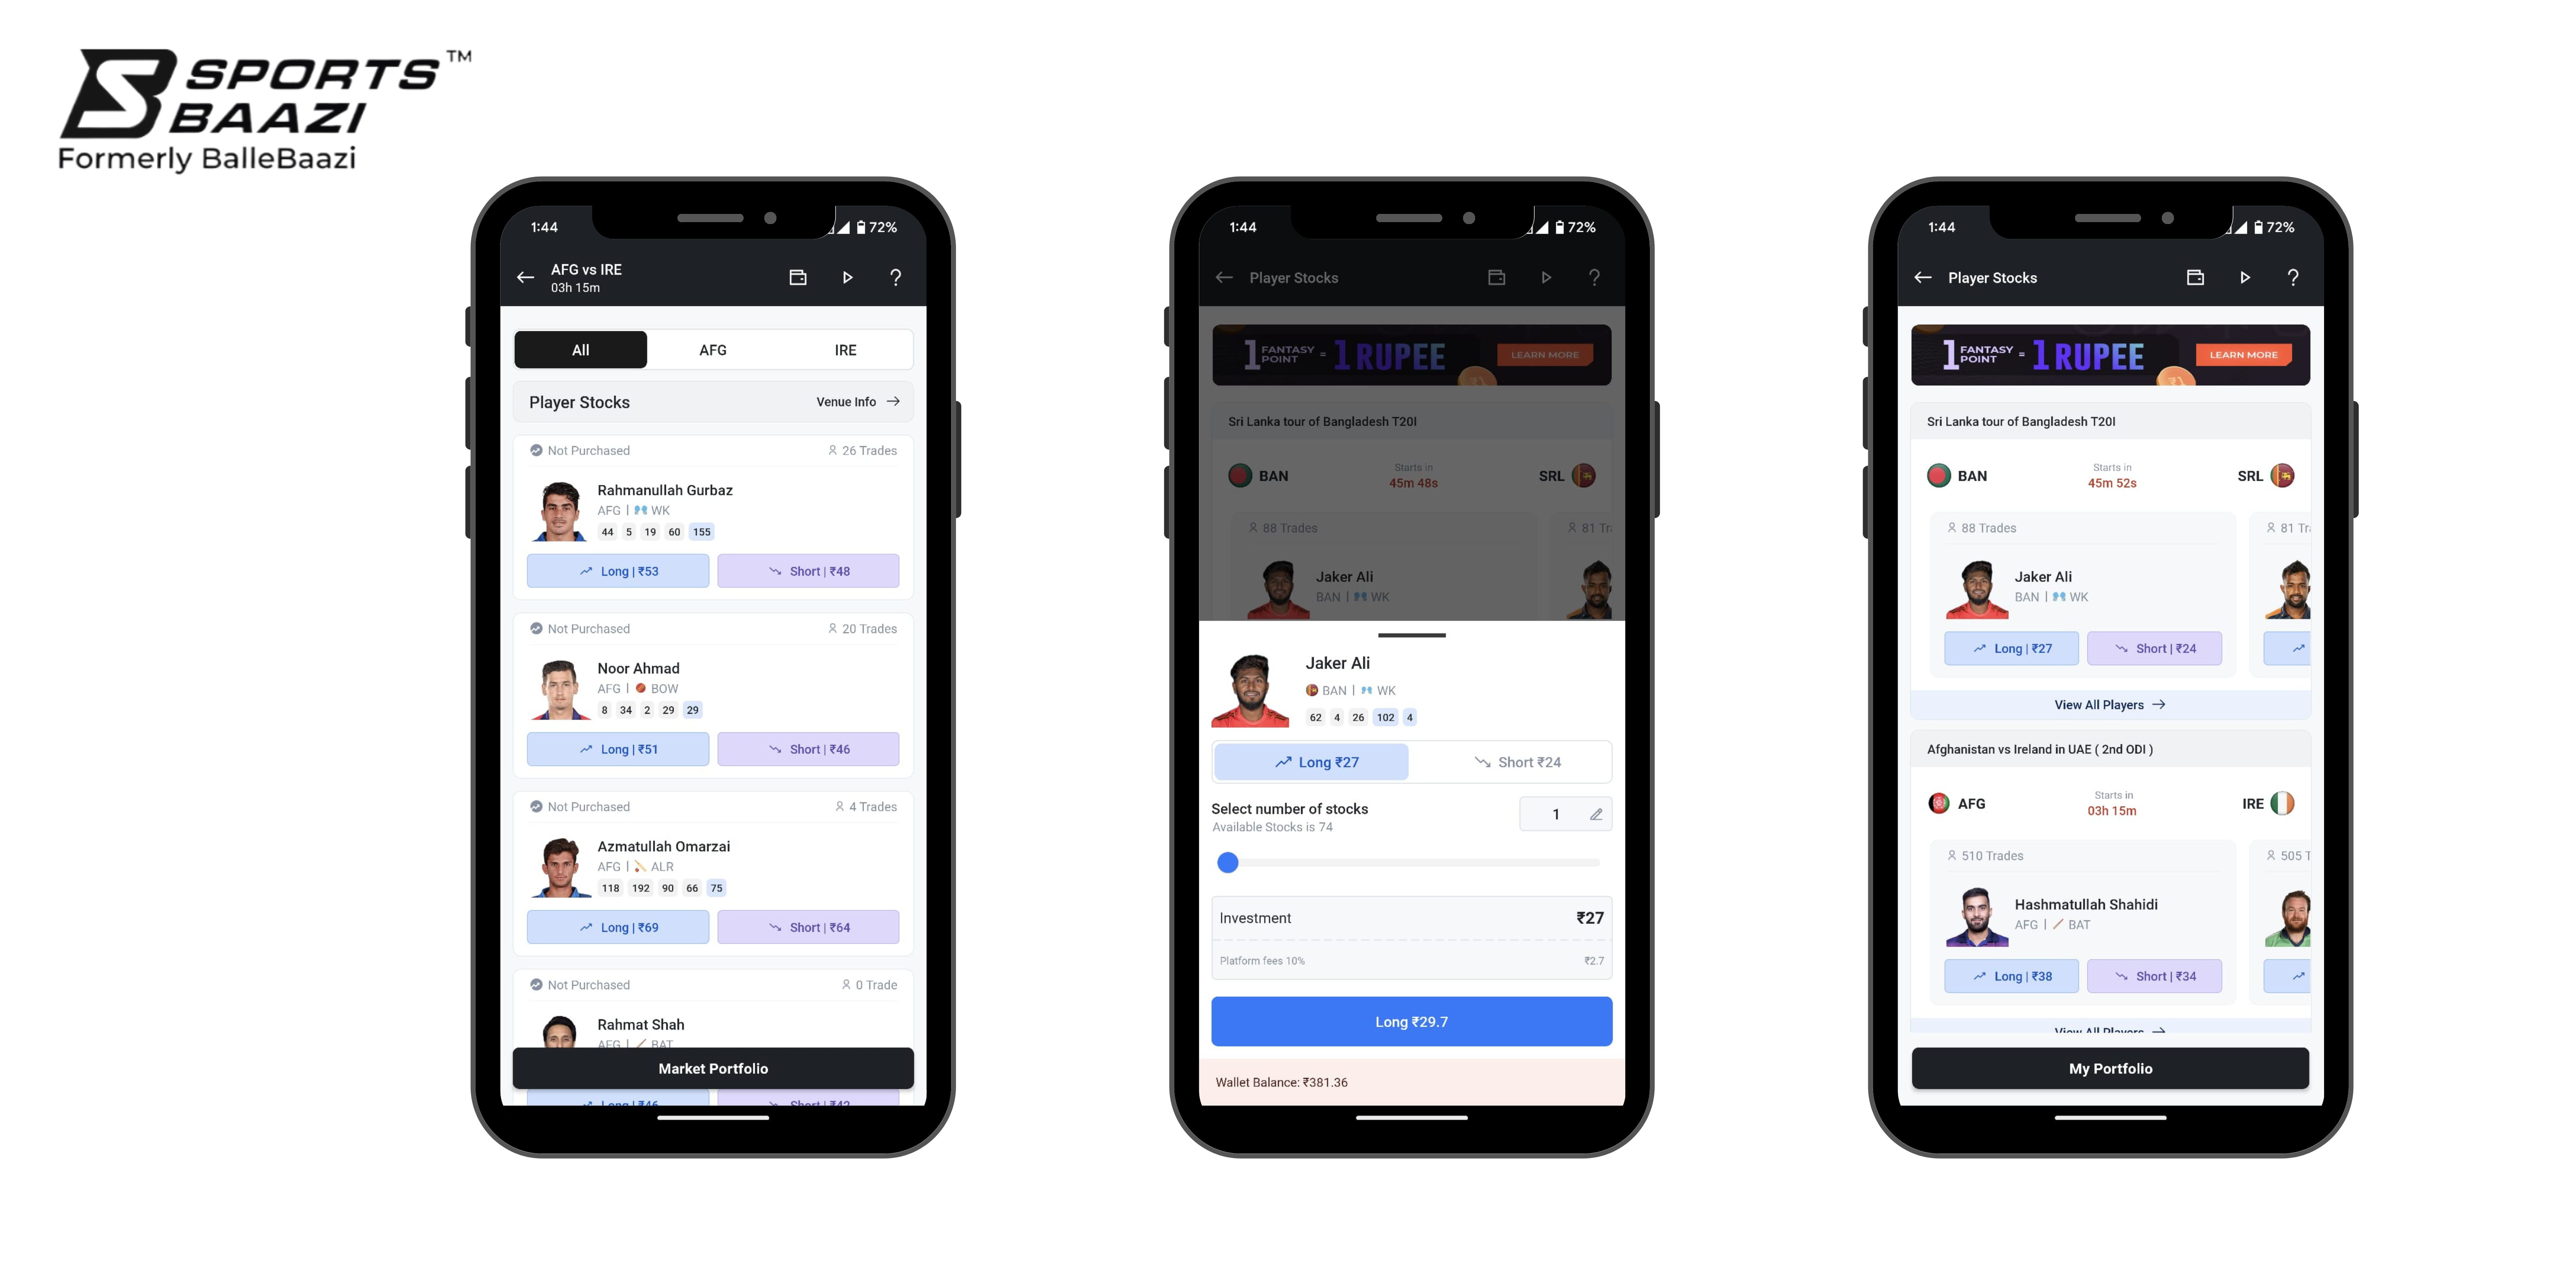 SPORTS BAAZI TM
Formerly BalleBaazi
1:44
72%
AFG vs IRE
03h 15m
All
AFG
IRE
Player Stocks
Venue Info
Not Purchased
26 Trades
Rahmanullah Gurbaz
AFG | WK
44 5 19 60 155
Long | ₹53
Short | ₹48
Not Purchased
20 Trades
Noor Ahmad
AFG | BOW
8 34 2 29 29
Long | ₹51
Short | ₹46
Not Purchased
4 Trades
Azmatullah Omarzai
AFG | ALR
118 192 90 66 75
Long | ₹69
Short | ₹64
Not Purchased
0 Trade
Rahmat Shah
AFG | BAT
Market Portfolio
Long | ₹46
Short | ₹42
1:44
72%
Player Stocks
1 FANTASY POINT = 1 RUPEE
LEARN MORE
Sri Lanka tour of Bangladesh T20I
BAN
Starts in
45m 48s
SRL
88 Trades
81 Tr
Jaker Ali
BAN | WK
Jaker Ali
BAN | WK
62 4 26 102 4
Long ₹27
Short ₹24
Select number of stocks
Available Stocks is 74
1
Investment
₹27
Platform fees 10%
₹2.7
Long ₹29.7
Wallet Balance: ₹381.36
1:44
72%
Player Stocks
1 FANTASY POINT = 1 RUPEE
LEARN MORE
Sri Lanka tour of Bangladesh T20I
BAN
Starts in
45m 52s
SRL
88 Trades
81 Tr
Jaker Ali
BAN | WK
Long | ₹27
Short | ₹24
View All Players
Afghanistan vs Ireland in UAE ( 2nd ODI )
AFG
Starts in
03h 15m
IRE
510 Trades
505 T
Hashmatullah Shahidi
AFG | BAT
Long | ₹38
Short | ₹34
View All Players
My Portfolio